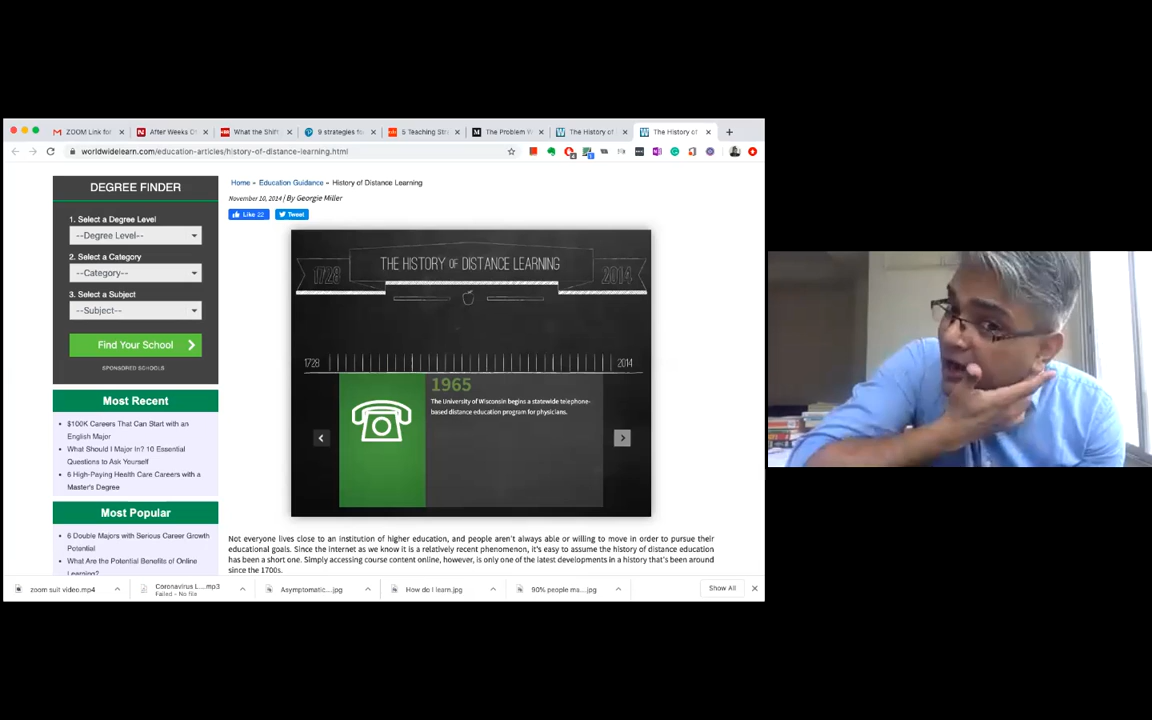 ZOOM Link for
After Weeks O
What the Shift
9 strategies fo
5 Teaching Str
The Problem W
The History of
The History of
worldwidelearn.com/education-articles/history-of-distance-learning.html
DEGREE FINDER
1. Select a Degree Level
--Degree Level--
2. Select a Category
--Category--
3. Select a Subject
--Subject--
Find Your School
SPONSORED SCHOOLS
Most Recent
$100K Careers That Can Start with an
English Major
What Should I Major In? 10 Essential
Questions to Ask Yourself
6 High-Paying Health Care Careers with a
Master's Degree
Most Popular
6 Double Majors with Serious Career Growth
Potential
What Are the Potential Benefits of Online
Learning?
Home » Education Guidance » History of Distance Learning
November 10, 2014 | By Georgie Miller
Like 22
Tweet
1728
THE HISTORY OF DISTANCE LEARNING
2014
1728
2014
1965
The University of Wisconsin begins a statewide telephone-
based distance education program for physicians.
Not everyone lives close to an institution of higher education, and people aren't always able or willing to move in order to pursue their
educational goals. Since the internet as we know it is a relatively recent phenomenon, it's easy to assume the history of distance education
has been a short one. Simply accessing course content online, however, is only one of the latest developments in a history that's been around
since the 1700s.
zoom suit video.mp4
Coronavirus L....mp3
Failed - No file
Asymptomatic....jpg
How do I learn.jpg
90% people ma....jpg
Show All